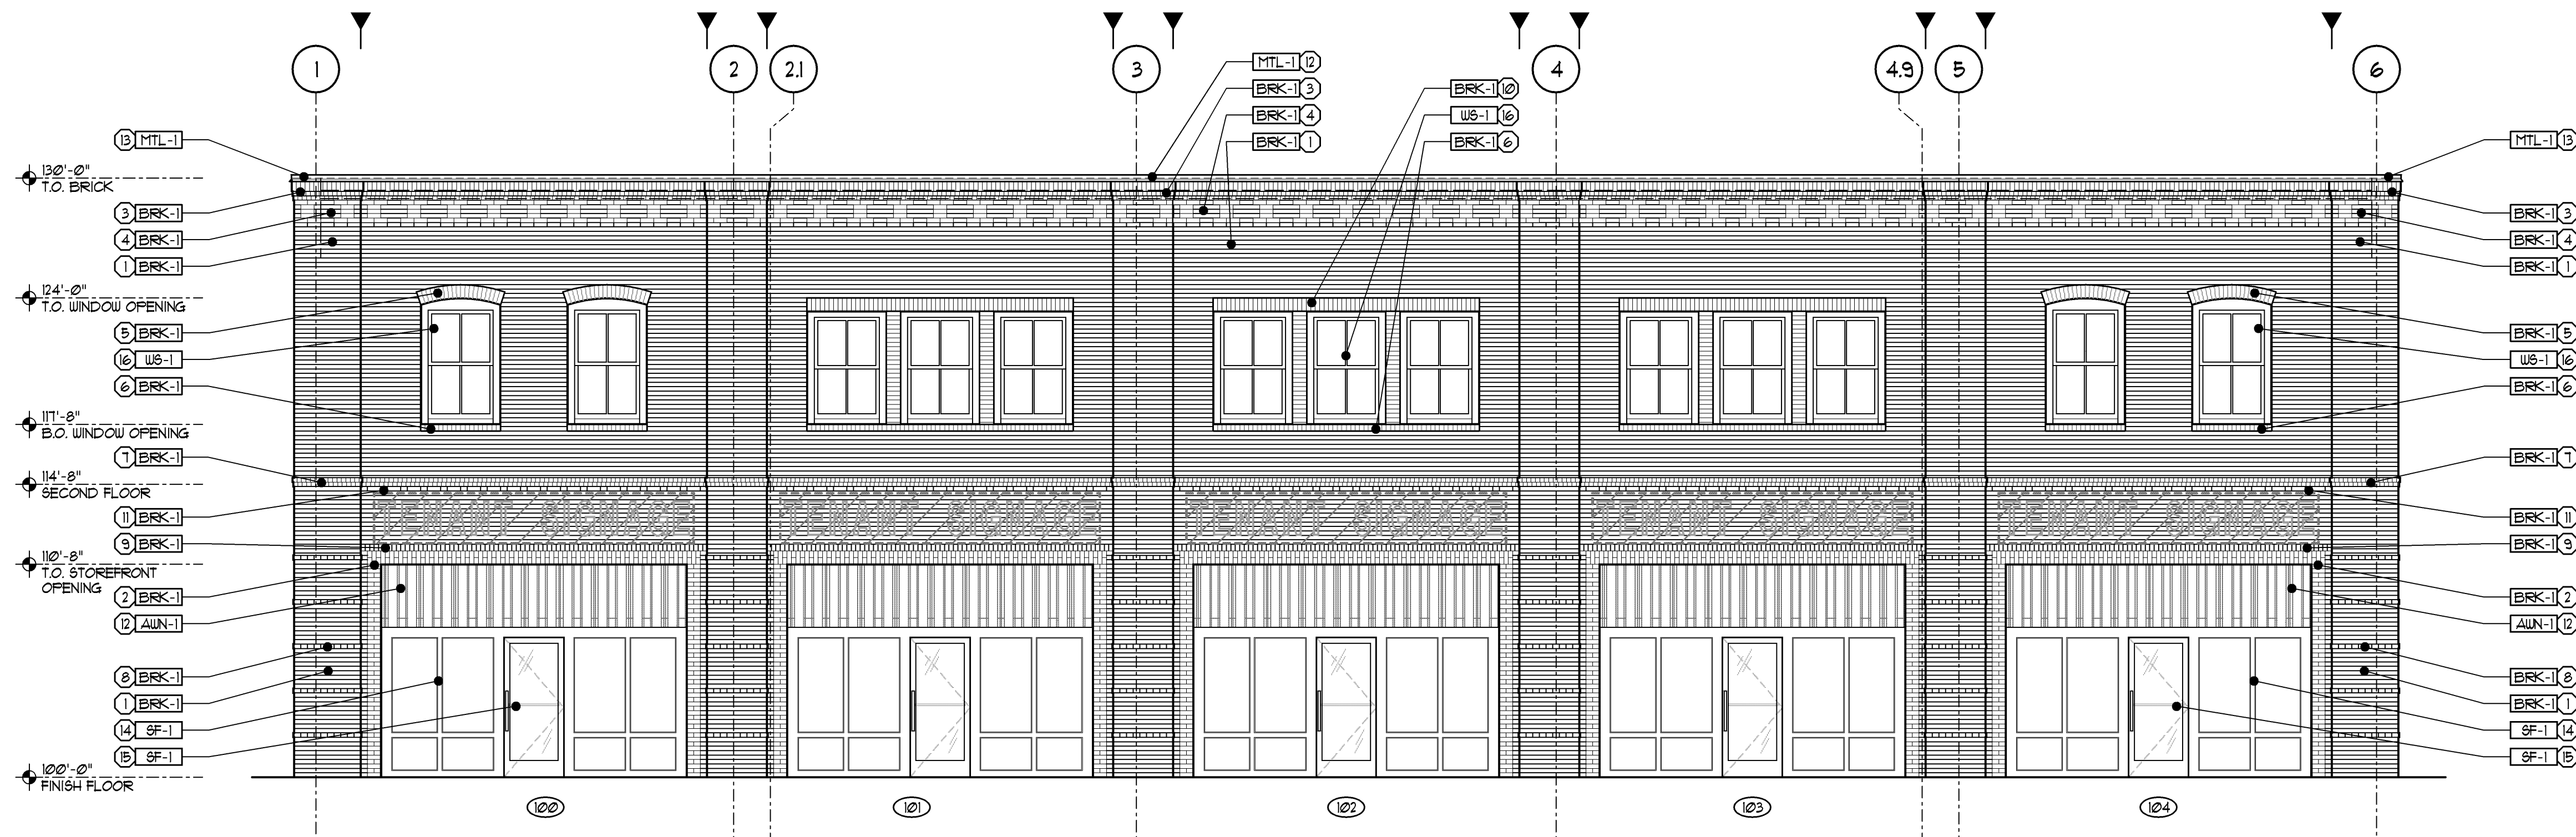 1
2
2.1
3
4
4.9
5
6
MTL-1 12
BRK-1 3
BRK-1 4
BRK-1 1
BRK-1 10
WS-1 16
BRK-1 6
13 MTL-1
130'-0"
T.O. BRICK
3 BRK-1
4 BRK-1
1 BRK-1
124'-0"
T.O. WINDOW OPENING
5 BRK-1
16 WS-1
6 BRK-1
117'-8"
B.O. WINDOW OPENING
7 BRK-1
114'-8"
SECOND FLOOR
11 BRK-1
9 BRK-1
110'-8"
T.O. STOREFRONT
OPENING
2 BRK-1
12 AWN-1
8 BRK-1
1 BRK-1
14 SF-1
15 SF-1
100'-0"
FINISH FLOOR
TENANT SIGNAGE
TENANT SIGNAGE
TENANT SIGNAGE
TENANT SIGNAGE
TENANT SIGNAGE
100
101
102
103
104
MTL-1 13
BRK-1 3
BRK-1 4
BRK-1 1
BRK-1 5
WS-1 16
BRK-1 6
BRK-1 7
BRK-1 11
BRK-1 9
BRK-1 2
AWN-1 12
BRK-1 8
BRK-1 1
SF-1 14
SF-1 15